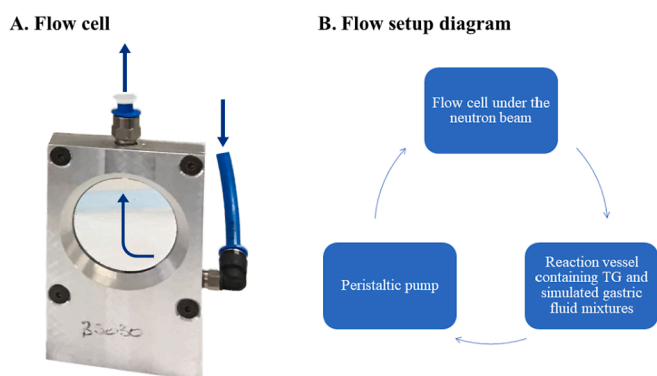 A. Flow cell
B. Flow setup diagram
Flow cell under the
neutron beam
Peristaltic pump
Reaction vessel
containing TG and
simulated gastric
fluid mixtures